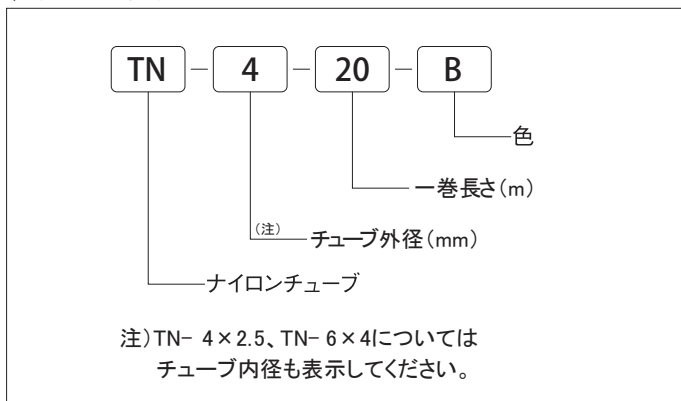 TN - 4 - 20 - B
色
一巻長さ(m)
(注)
チューブ外径(mm)
ナイロンチューブ
注)TN- 4×2.5、TN- 6×4については
チューブ内径も表示してください。